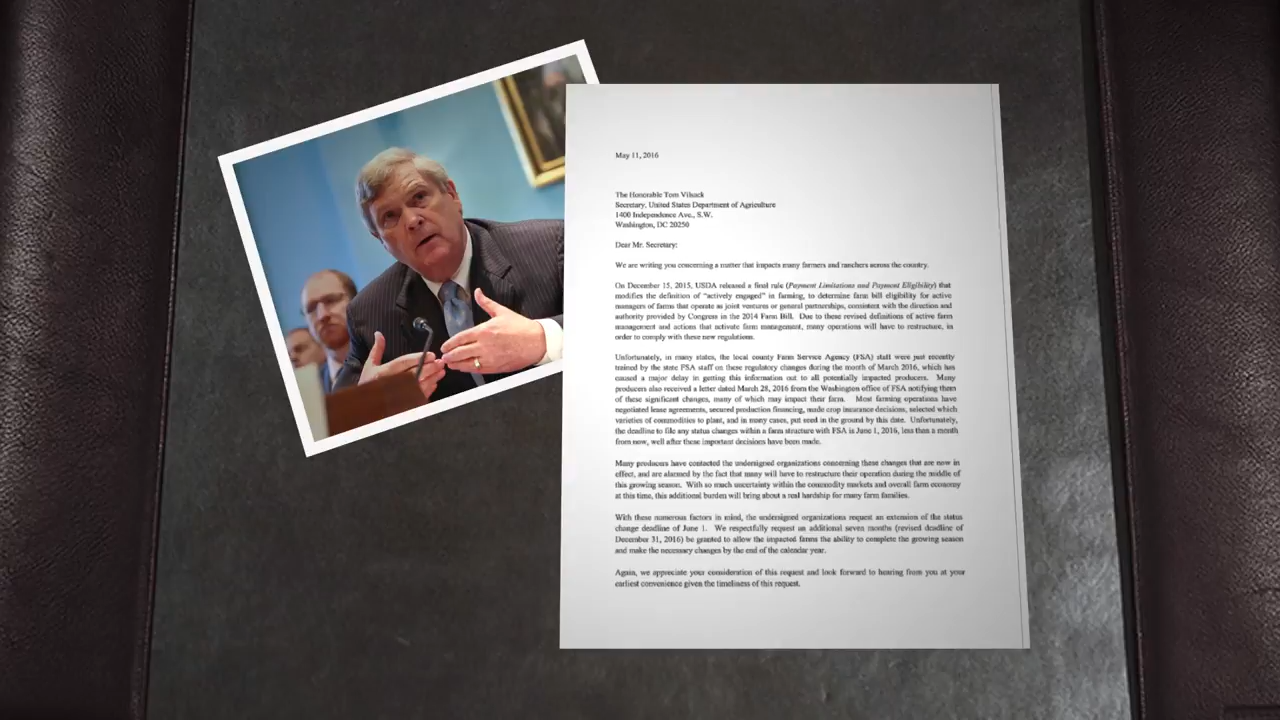 May 11, 2016
The Honorable Tom Vilsack
Secretary, United States Department of Agriculture
1400 Independence Ave., S.W.
Washington, DC 20250
Dear Mr. Secretary:
We are writing you concerning a matter that impacts many farmers and ranchers across the country.
On December 15, 2015, USDA released a final rule (Payment Limitations and Payment Eligibility) that
modifies the definition of "actively engaged" in farming, to determine farm bill eligibility for active
managers of farms that operate as joint ventures or general partnerships, consistent with the direction and
authority provided by Congress in the 2014 Farm Bill. Due to these revised definitions of active farm
management and actions that activate farm management, many operations will have to restructure, in
order to comply with these new regulations.
Unfortunately, in many states, the local county Farm Service Agency (FSA) staff were just recently
trained by the state FSA staff on these regulatory changes during the month of March 2016, which has
caused a major delay in getting this information out to all potentially impacted producers. Many
producers also received a letter dated March 28, 2016 from the Washington office of FSA notifying them
of these significant changes, many of which may impact their farm. Most farming operations have
negotiated lease agreements, secured production financing, made crop insurance decisions, selected which
varieties of commodities to plant, and in many cases, put seed in the ground by this date. Unfortunately,
the deadline to file any status changes within a farm structure with FSA is June 1, 2016, less then a month
from now, well after these important decisions have been made.
Many producers have contacted the undersigned organizations concerning these changes that are now in
effect, and are alarmed by the fact that many will have to restructure their operation during the middle of
this growing season. With so much uncertainty within the commodity markets and overall farm economy
at this time, this additional burden will bring about a real hardship for many farm families.
With these numerous factors in mind, the undersigned organizations request an extension of the status
change deadline of June 1. We respectfully request an additional seven months (revised deadline of
December 31, 2016) be granted to allow the impacted farms the ability to complete the growing season
and make the necessary changes by the end of the calendar year.
Again, we appreciate your consideration of this request and look forward to hearing from you at your
earliest convenience given the timeliness of this request.